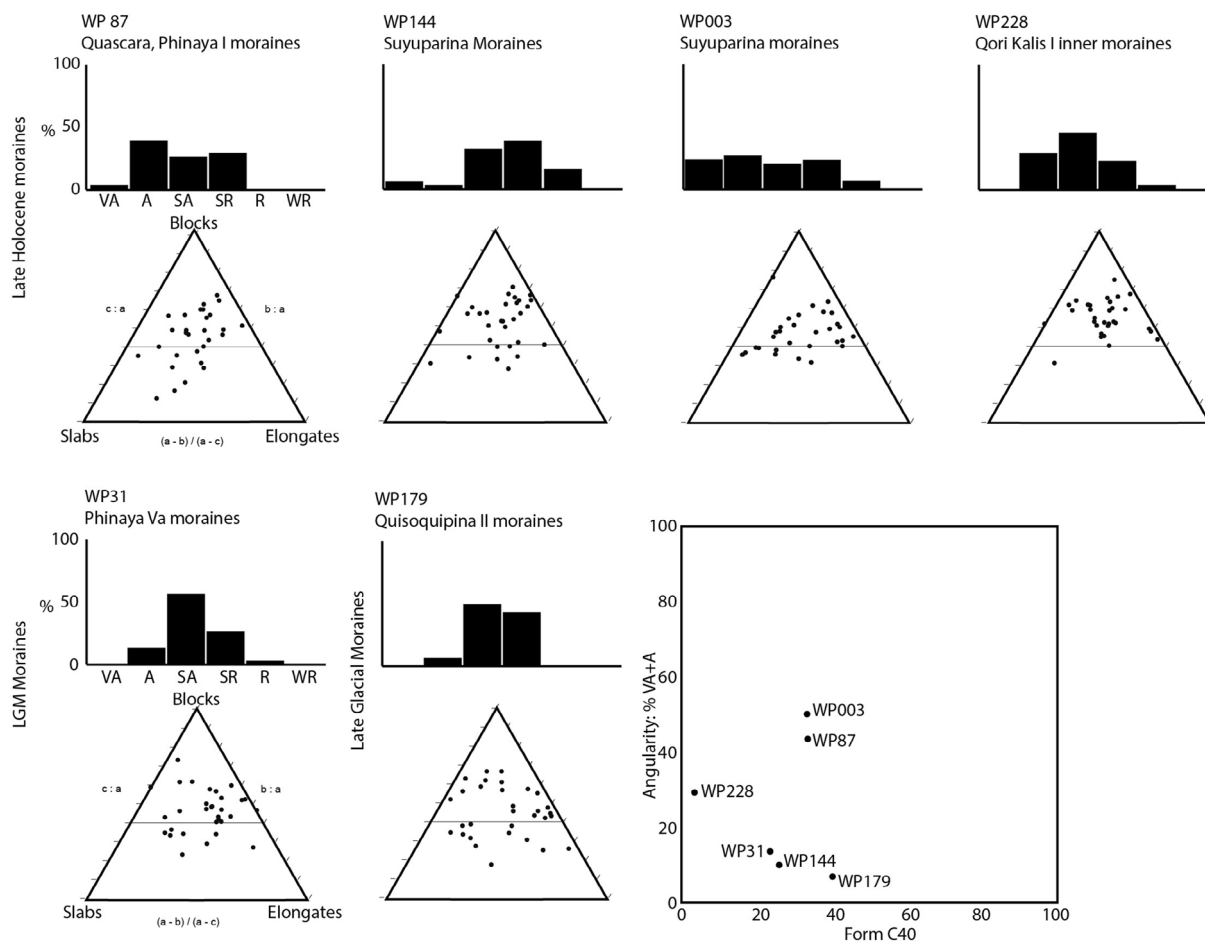 WP 87
Quascara, Phinaya I moraines
WP144
Suyuparina Moraines
WP003
Suyuparina moraines
WP228
Qori Kalis I inner moraines
Late Holocene moraines
100
%
50
0
VA A SA SR R WR
Blocks
c : a
b : a
Slabs
(a - b) / (a - c)
Elongates
WP31
Phinaya Va moraines
WP179
Quisoquipina II moraines
LGM Moraines
100
%
50
0
VA A SA SR R WR
Blocks
c : a
b : a
Slabs
(a - b) / (a - c)
Elongates
Late Glacial Moraines
Angularity: % VA+A
100
80
60
40
20
0
WP003
WP87
WP228
WP31
WP144
WP179
0 20 40 60 80 100
Form C40